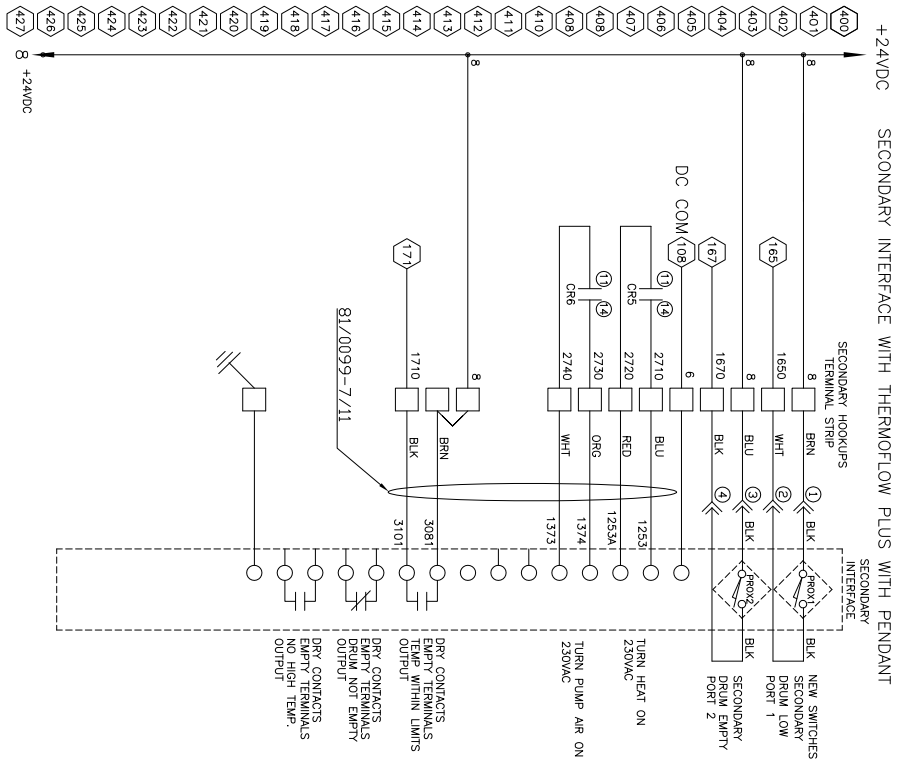 +24VDC SECONDARY INTERFACE WITH THERMOFLOW PLUS WITH PENDANT
400
401
402
403
404
405
406
407
408
408
410
411
412
413
414
415
416
417
418
419
420
421
422
423
424
425
426
427
SECONDARY HOOKUPS
TERMINAL STRIP
SECONDARY
INTERFACE
8 8 BRN 1 BLK PROX1 BLK
NEW SWITCHES
SECONDARY
DRUM LOW
PORT 1
165 1650 WHT 2
8 8 BLU 3 BLK PROX2 BLK
SECONDARY
DRUM EMPTY
PORT 2
167 1670 BLK 4
DC COM 108 6
11 14 2710 BLU 1253
CR5
2720 RED 1253A
TURN HEAT ON
230VAC
11 14 2730 ORG 1374
CR6
2740 WHT 1373
TURN PUMP AIR ON
230VAC
8 8
BRN 3081
171 1710 BLK 3101
DRY CONTACTS
EMPTY TERMINALS
TEMP WITHIN LIMITS
OUTPUT
81/0099-7/11
DRY CONTACTS
EMPTY TERMINALS
DRUM NOT EMPTY
OUTPUT
DRY CONTACTS
EMPTY TERMINALS
NO HIGH TEMP.
OUTPUT
8 +24VDC